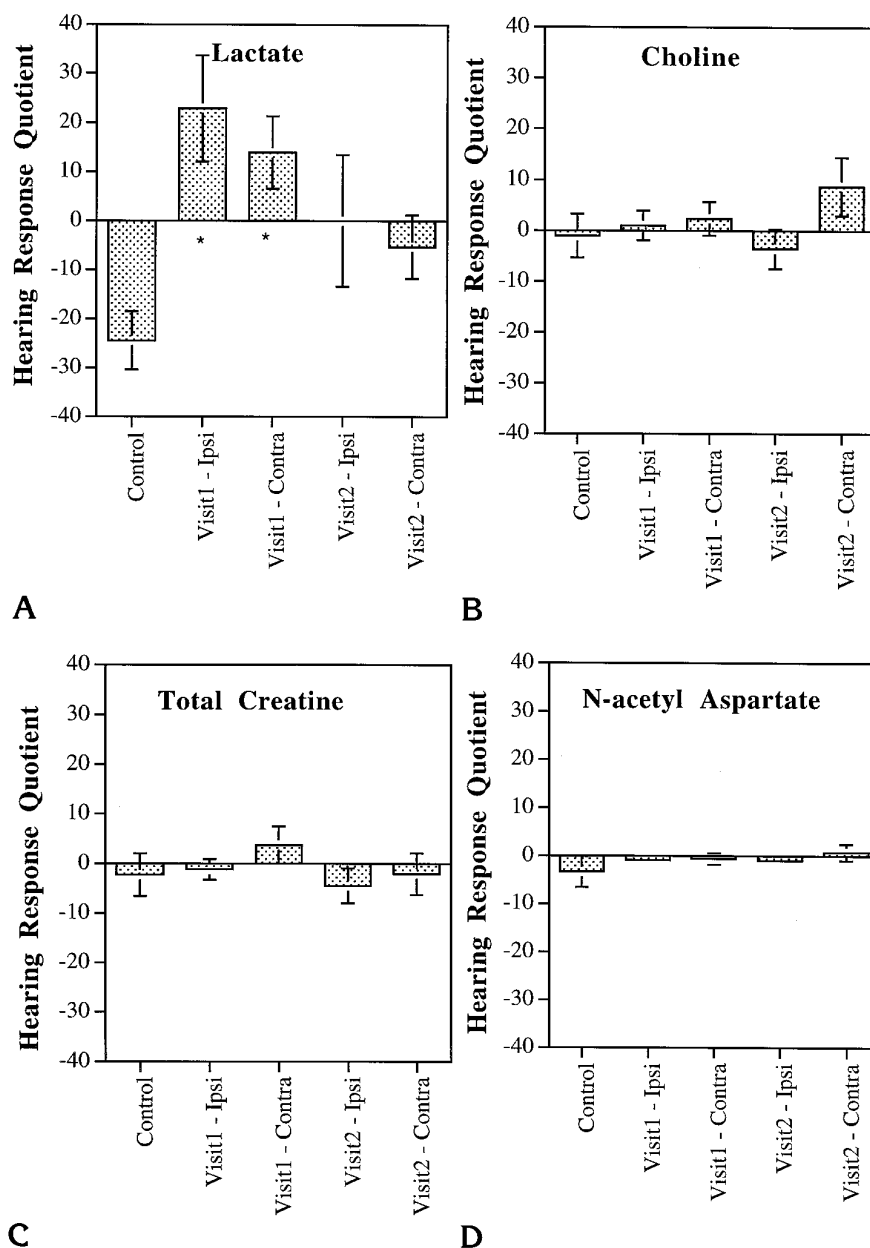 Lactate
Hearing Response Quotient
40
30
20
10
0
-10
-20
-30
-40
* *
Control
Visit1 - Ipsi
Visit1 - Contra
Visit2 - Ipsi
Visit2 - Contra
A
Choline
Hearing Response Quotient
40
30
20
10
0
-10
-20
-30
-40
Control
Visit1 - Ipsi
Visit1 - Contra
Visit2 - Ipsi
Visit2 - Contra
B
Total Creatine
Hearing Response Quotient
40
30
20
10
0
-10
-20
-30
-40
Control
Visit1 - Ipsi
Visit1 - Contra
Visit2 - Ipsi
Visit2 - Contra
C
N-acetyl Aspartate
Hearing Response Quotient
40
30
20
10
0
-10
-20
-30
-40
Control
Visit1 - Ipsi
Visit1 - Contra
Visit2 - Ipsi
Visit2 - Contra
D